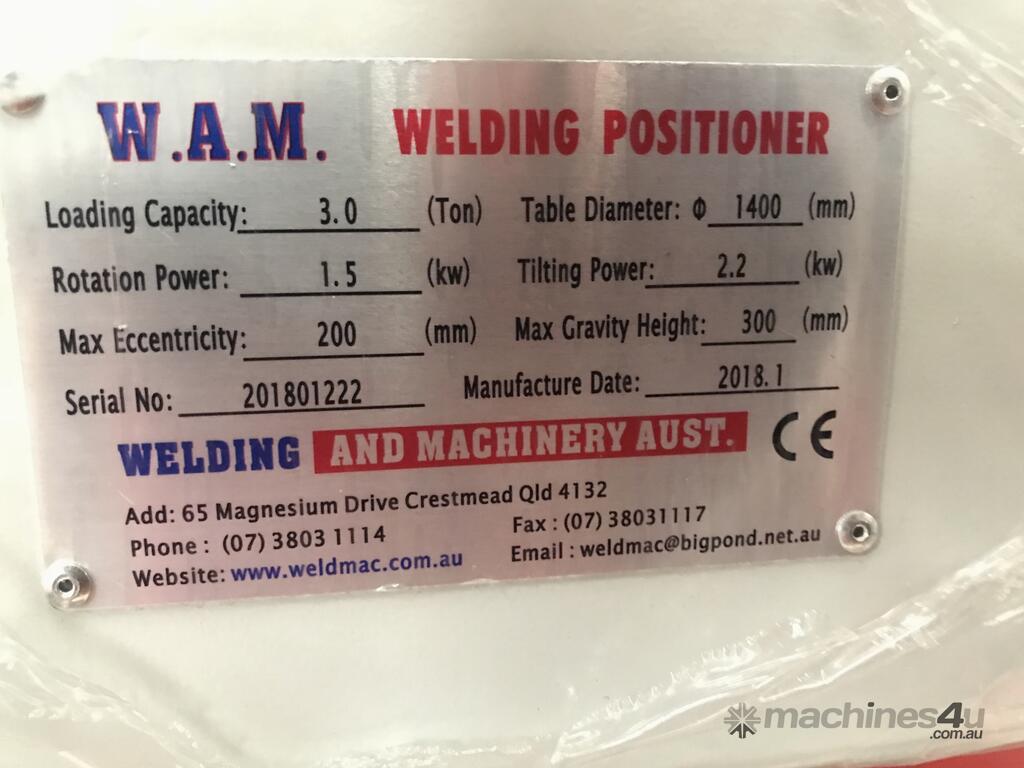 W.A.M. WELDING POSITIONER
Loading Capacity: 3.0 (Ton) Table Diameter: Φ 1400 (mm)
Rotation Power: 1.5 (kw) Tilting Power: 2.2 (kw)
Max Eccentricity: 200 (mm) Max Gravity Height: 300 (mm)
Serial No: 201801222 Manufacture Date: 2018.1
WELDING AND MACHINERY AUST. CE
Add: 65 Magnesium Drive Crestmead Qld 4132
Phone: (07) 3803 1114 Fax: (07) 38031117
Website: www.weldmac.com.au Email: weldmac@bigpond.net.au
machines4u
.com.au